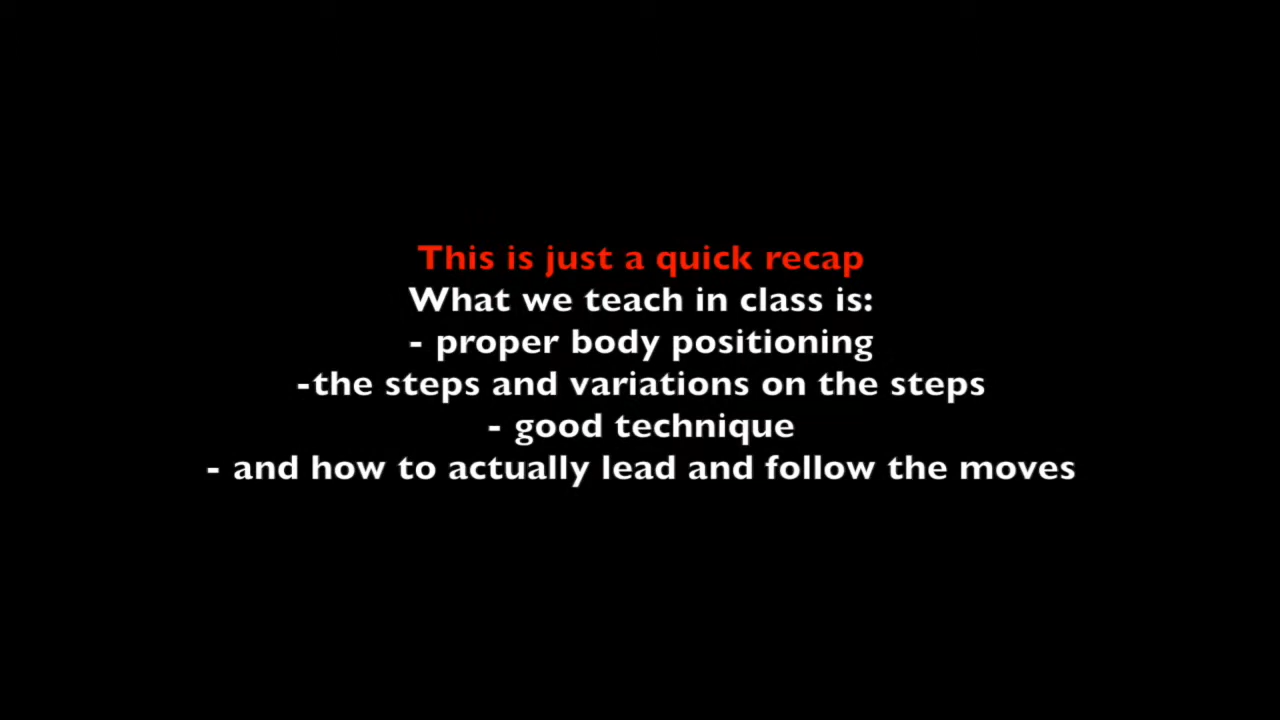 This is just a quick recap
What we teach in class is:
- proper body positioning
-the steps and variations on the steps
- good technique
- and how to actually lead and follow the moves